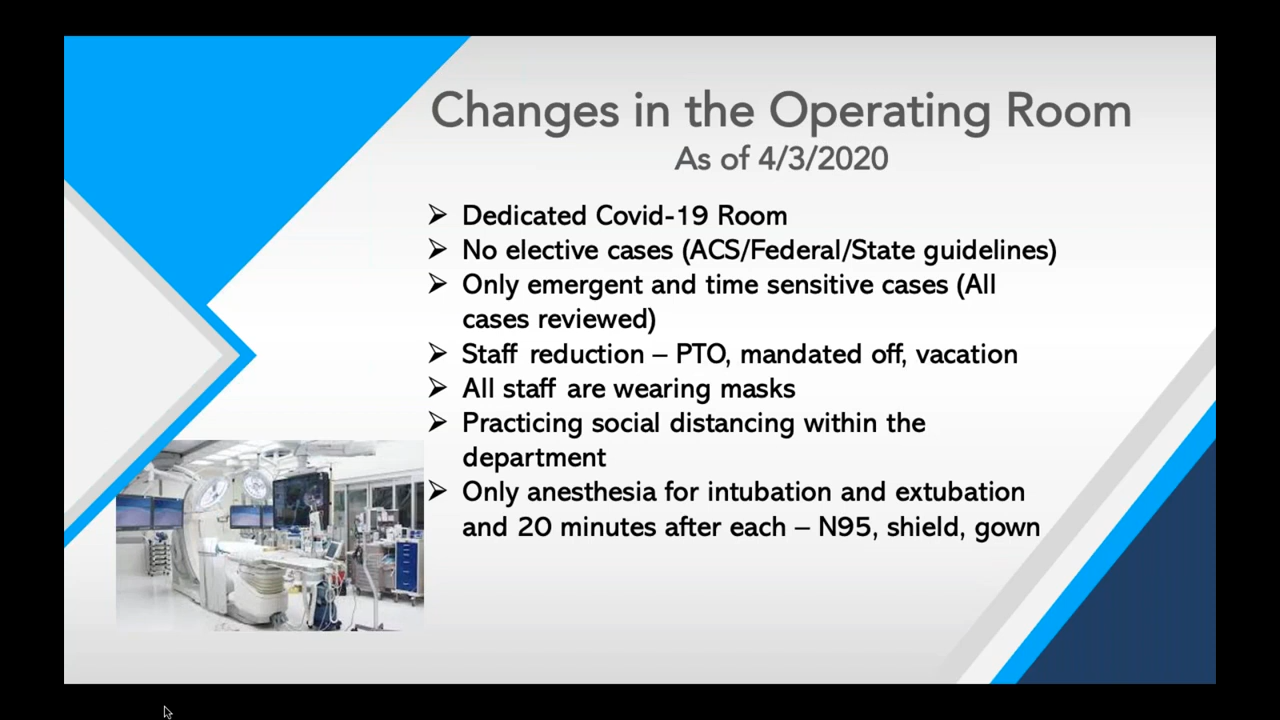 Changes in the Operating Room
As of 4/3/2020
➢ Dedicated Covid-19 Room
➢ No elective cases (ACS/Federal/State guidelines)
➢ Only emergent and time sensitive cases (All
cases reviewed)
➢ Staff reduction – PTO, mandated off, vacation
➢ All staff are wearing masks
➢ Practicing social distancing within the
department
➢ Only anesthesia for intubation and extubation
and 20 minutes after each – N95, shield, gown